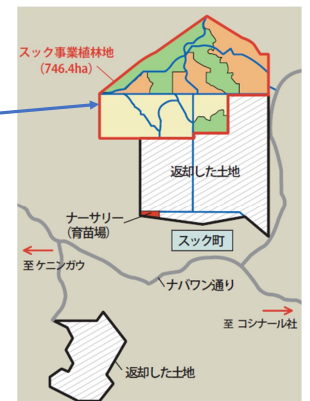 スック事業植林地
（746.4ha）
返却した土地
ナーサリー
（育苗場）
スック町
至 ケニンガウ
ナバワン通り
至 コシナール社
返却した土地